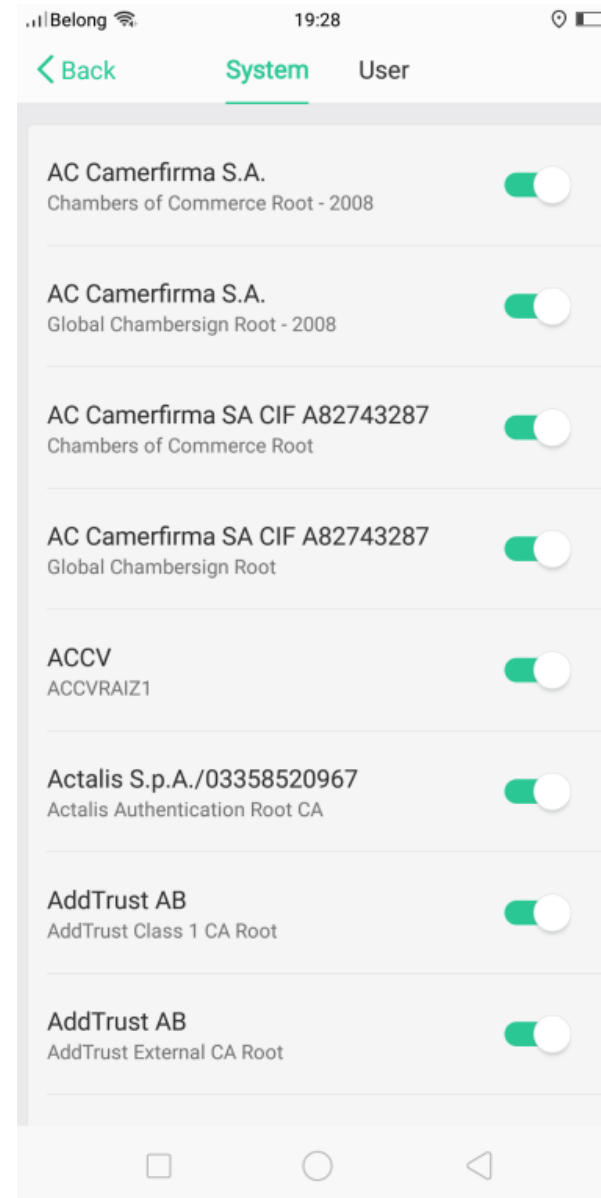 Belong 19:28
Back System User
AC Camerfirma S.A.
Chambers of Commerce Root - 2008
AC Camerfirma S.A.
Global Chambersign Root - 2008
AC Camerfirma SA CIF A82743287
Chambers of Commerce Root
AC Camerfirma SA CIF A82743287
Global Chambersign Root
ACCV
ACCVRAIZ1
Actalis S.p.A./03358520967
Actalis Authentication Root CA
AddTrust AB
AddTrust Class 1 CA Root
AddTrust AB
AddTrust External CA Root